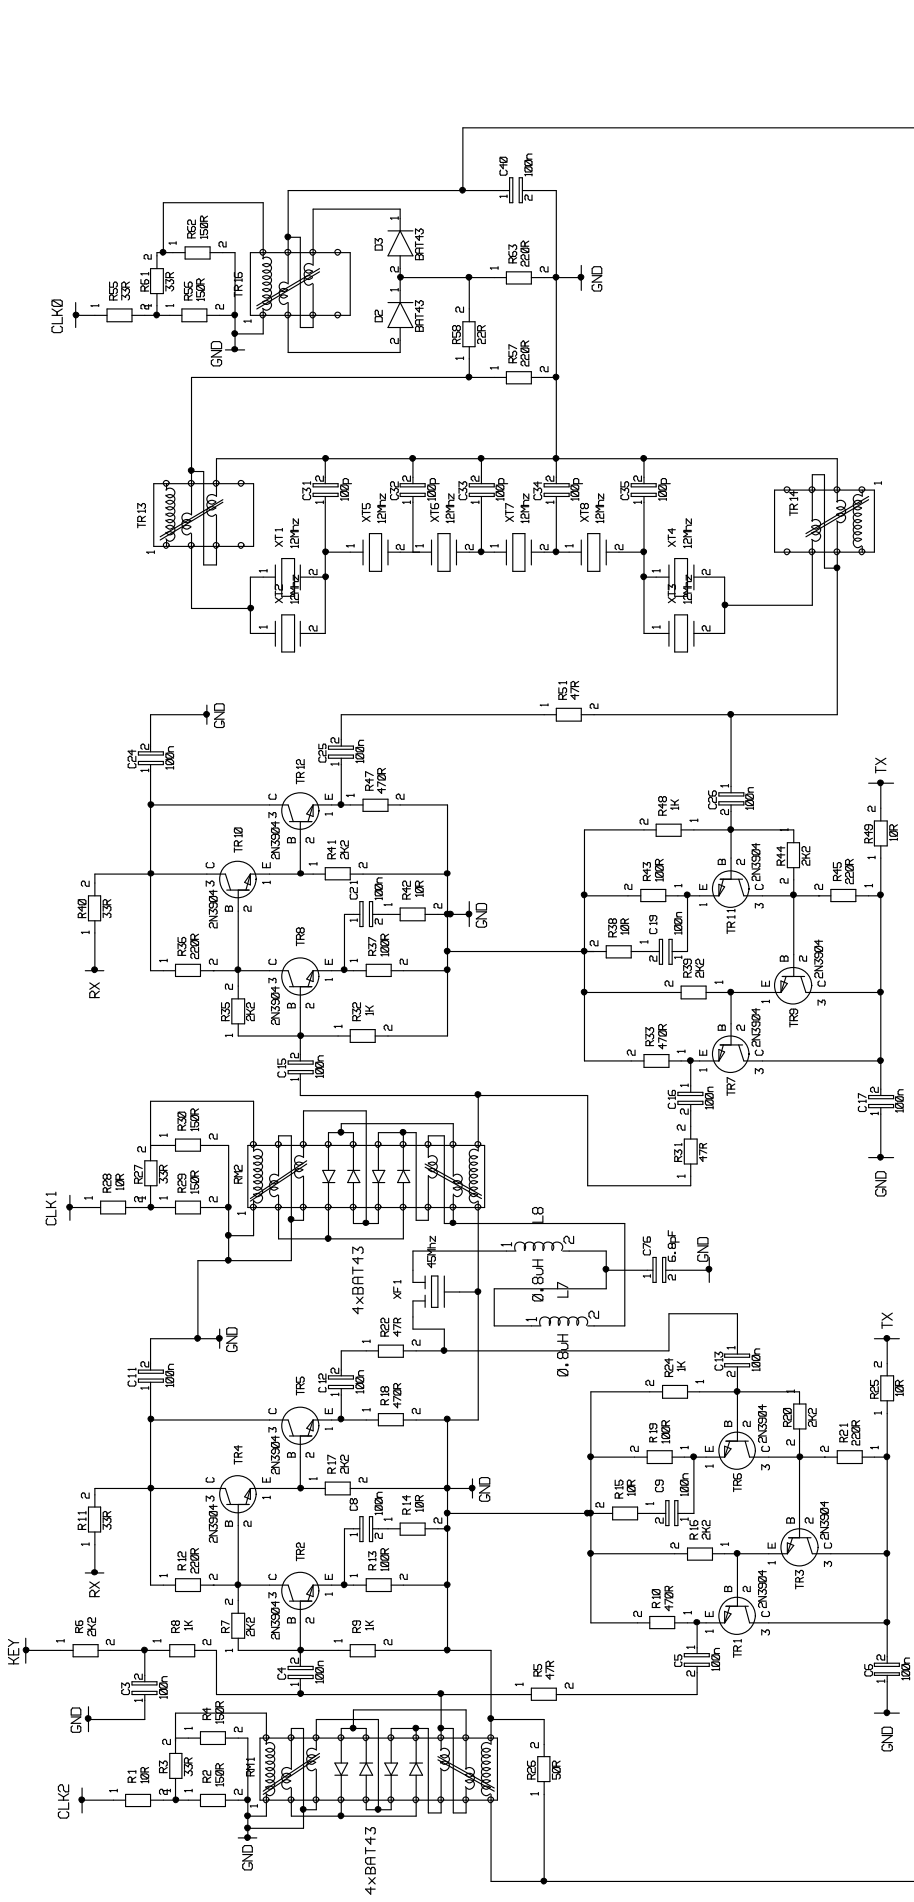 CLK0
R55
33R
R61
33R
R62
150R
R56
150R
TR16
GND
C40
100n
D3
BAT43
D2
BAT43
R63
220R
R58
22R
R57
220R
GND
TR13
C31
100p
C32
100p
C33
100p
C34
100p
C35
100p
XT1
12Mhz
XT2
12Mhz
XT5
12Mhz
XT6
12Mhz
XT7
12Mhz
XT8
12Mhz
XT4
12Mhz
XT3
12Mhz
TR14
R51
47R
GND
C24
100n
C25
100n
TR12
2N3904
R47
470R
TR10
2N3904
R41
2K2
R40
33R
RX
R36
220R
R35
2K2
TR8
2N3904
C21
100n
R42
10R
R37
100R
R32
1K
GND
C15
100n
C26
100n
R48
1K
R43
100R
R38
10R
C19
100n
R39
2K2
R33
470R
TR11
2N3904
R44
2K2
R45
220R
R49
10R
TX
TR9
2N3904
TR7
2N3904
C16
100n
R31
47R
C17
100n
GND
CLK1
R28
10R
R27
33R
R30
150R
R29
150R
RM2
4xBAT43
XF1
45Mhz
L8
0.8uH
L7
0.8uH
C76
6.8pF
GND
GND
C11
100n
C12
100n
R22
47R
R18
470R
TR5
2N3904
TR4
2N3904
R17
2K2
R11
33R
RX
R12
220R
R7
2K2
TR2
2N3904
C8
100n
R14
10R
R13
100R
R9
1K
GND
C4
100n
C13
100n
R24
1K
R19
100R
R15
10R
C9
100n
R16
2K2
R10
470R
TR6
2N3904
R20
2K2
R21
220R
R25
10R
TX
TR3
2N3904
TR1
2N3904
C5
100n
R5
47R
C6
100n
GND
KEY
R6
2K2
R8
1K
C3
100n
GND
CLK2
R1
10R
R3
33R
R4
150R
R2
150R
RM1
GND
4xBAT43
R26
50R